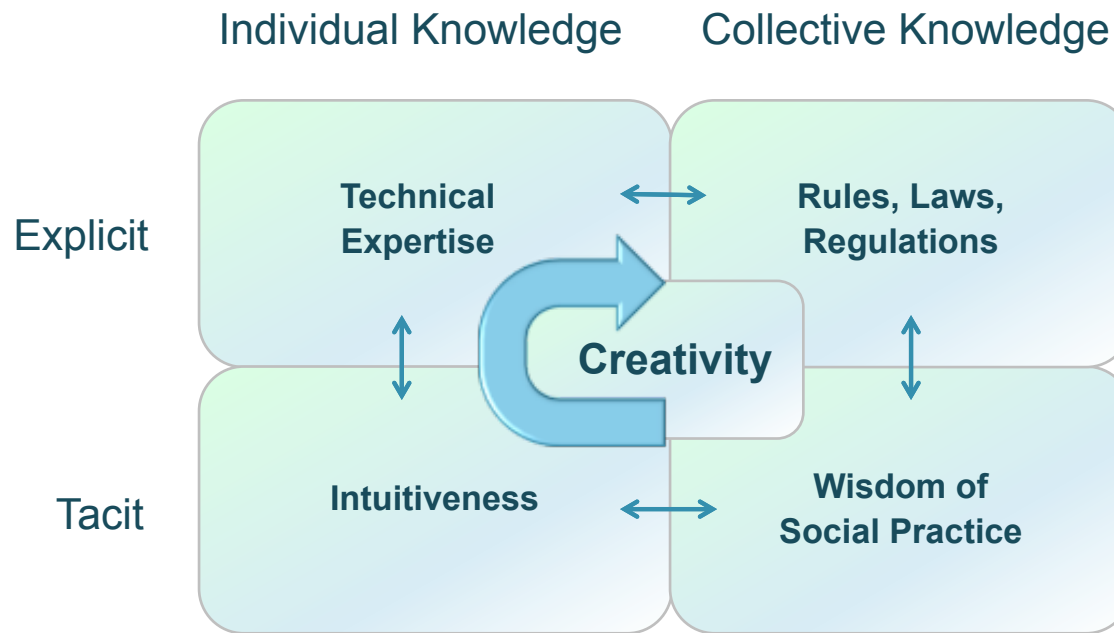 Individual Knowledge
Collective Knowledge
Explicit
Technical
Expertise
Rules, Laws,
Regulations
Creativity
Tacit
Intuitiveness
Wisdom of
Social Practice